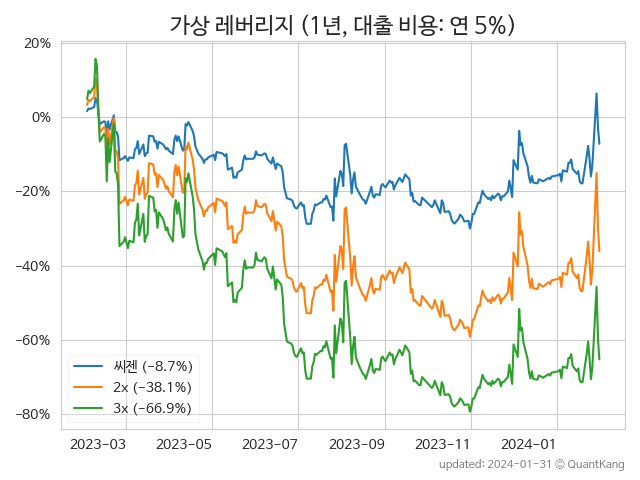 가상 레버리지 (1년, 대출 비용: 연 5%)
20%
0%
−20%
−40%
−60%
−80%
씨젠 (−8.7%)
2x (−38.1%)
3x (−66.9%)
2023-03 2023-05 2023-07 2023-09 2023-11 2024-01
updated: 2024-01-31 © QuantKang